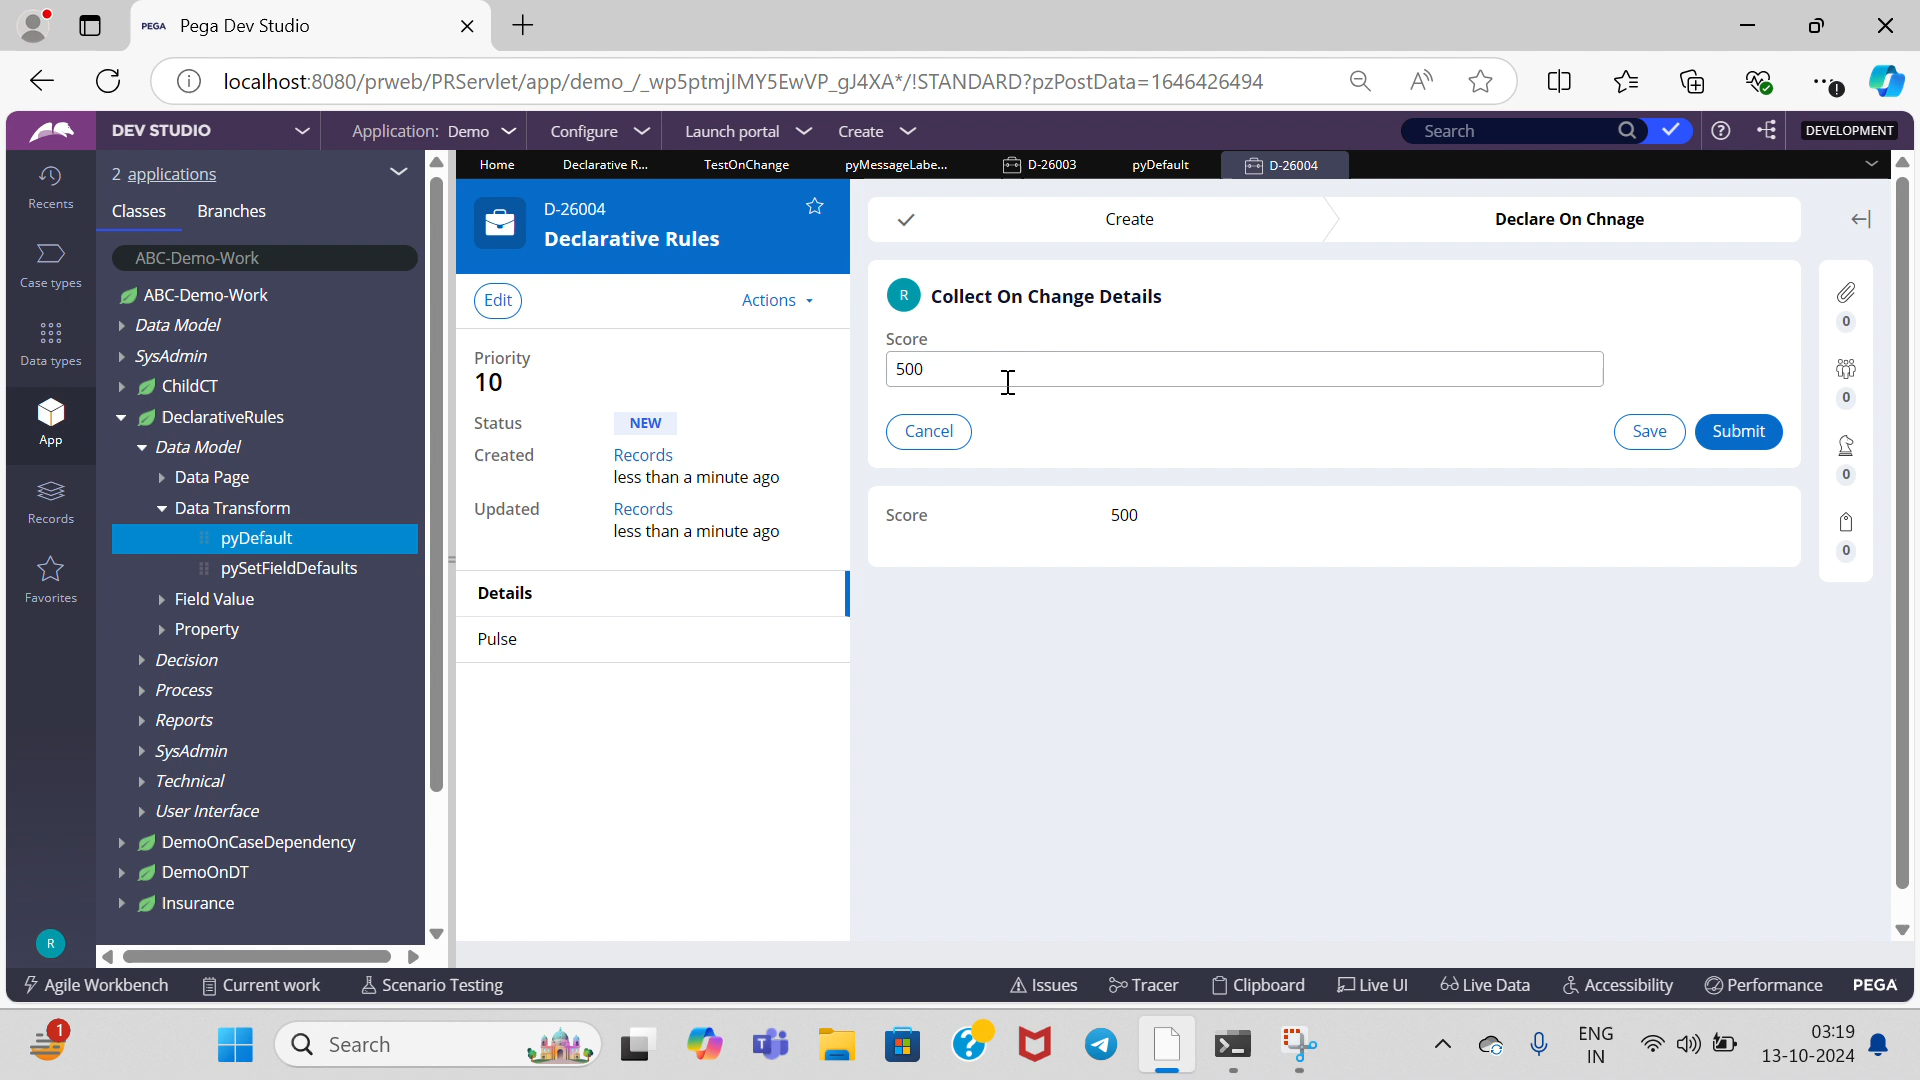 PEGA Pega Dev Studio
localhost:8080/prweb/PRServlet/app/demo_/_wp5ptmjIMY5EwVP_gJ4XA*/!STANDARD?pzPostData=1646426494
DEV STUDIO
Application: Demo
Configure
Launch portal
Create
Search
DEVELOPMENT
Recents
Case types
Data types
App
Records
Favorites
R
2 applications
Classes Branches
ABC-Demo-Work
ABC-Demo-Work
Data Model
SysAdmin
ChildCT
DeclarativeRules
Data Model
Data Page
Data Transform
pyDefault
pySetFieldDefaults
Field Value
Property
Decision
Process
Reports
SysAdmin
Technical
User Interface
DemoOnCaseDependency
DemoOnDT
Insurance
Home Declarative R... TestOnChange pyMessageLabe... D-26003 pyDefault D-26004
D-26004
Declarative Rules
Edit Actions
Priority
10
Status NEW
Created Records
less than a minute ago
Updated Records
less than a minute ago
Details
Pulse
Create Declare On Chnage
R Collect On Change Details
Score
500
Cancel Save Submit
Score 500
0
0
0
0
Agile Workbench Current work Scenario Testing Issues Tracer Clipboard Live UI Live Data Accessibility Performance PEGA
1
Search
ENG
IN
03:19
13-10-2024